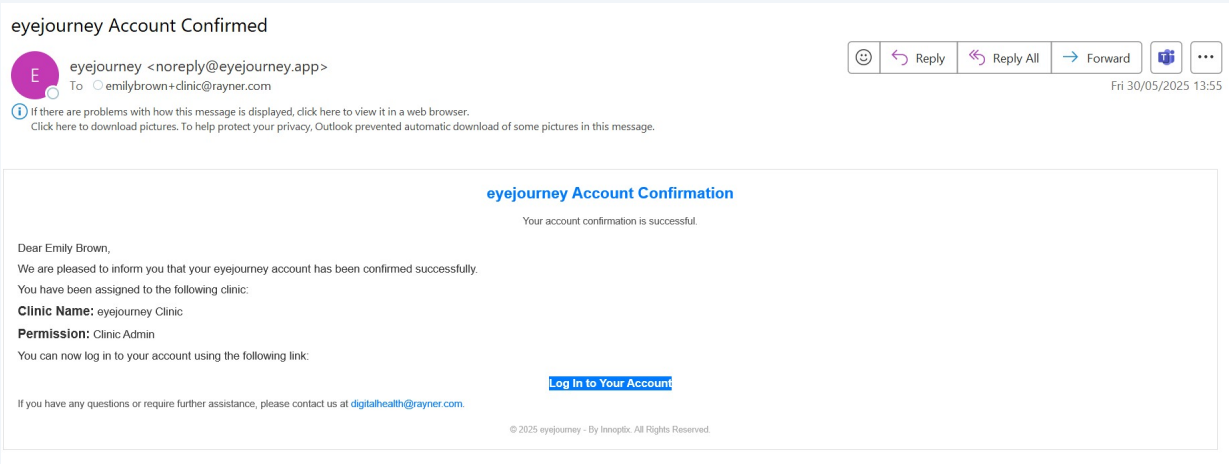 eyejourney Account Confirmed
E
eyejourney <noreply@eyejourney.app>
To emilybrown+clinic@rayner.com
Reply
Reply All
Forward
Fri 30/05/2025 13:55
If there are problems with how this message is displayed, click here to view it in a web browser.
Click here to download pictures. To help protect your privacy, Outlook prevented automatic download of some pictures in this message.
eyejourney Account Confirmation
Your account confirmation is successful.
Dear Emily Brown,
We are pleased to inform you that your eyejourney account has been confirmed successfully.
You have been assigned to the following clinic:
Clinic Name: eyejourney Clinic
Permission: Clinic Admin
You can now log in to your account using the following link:
Log In to Your Account
If you have any questions or require further assistance, please contact us at digitalhealth@rayner.com.
© 2025 eyejourney - By Innoptix. All Rights Reserved.